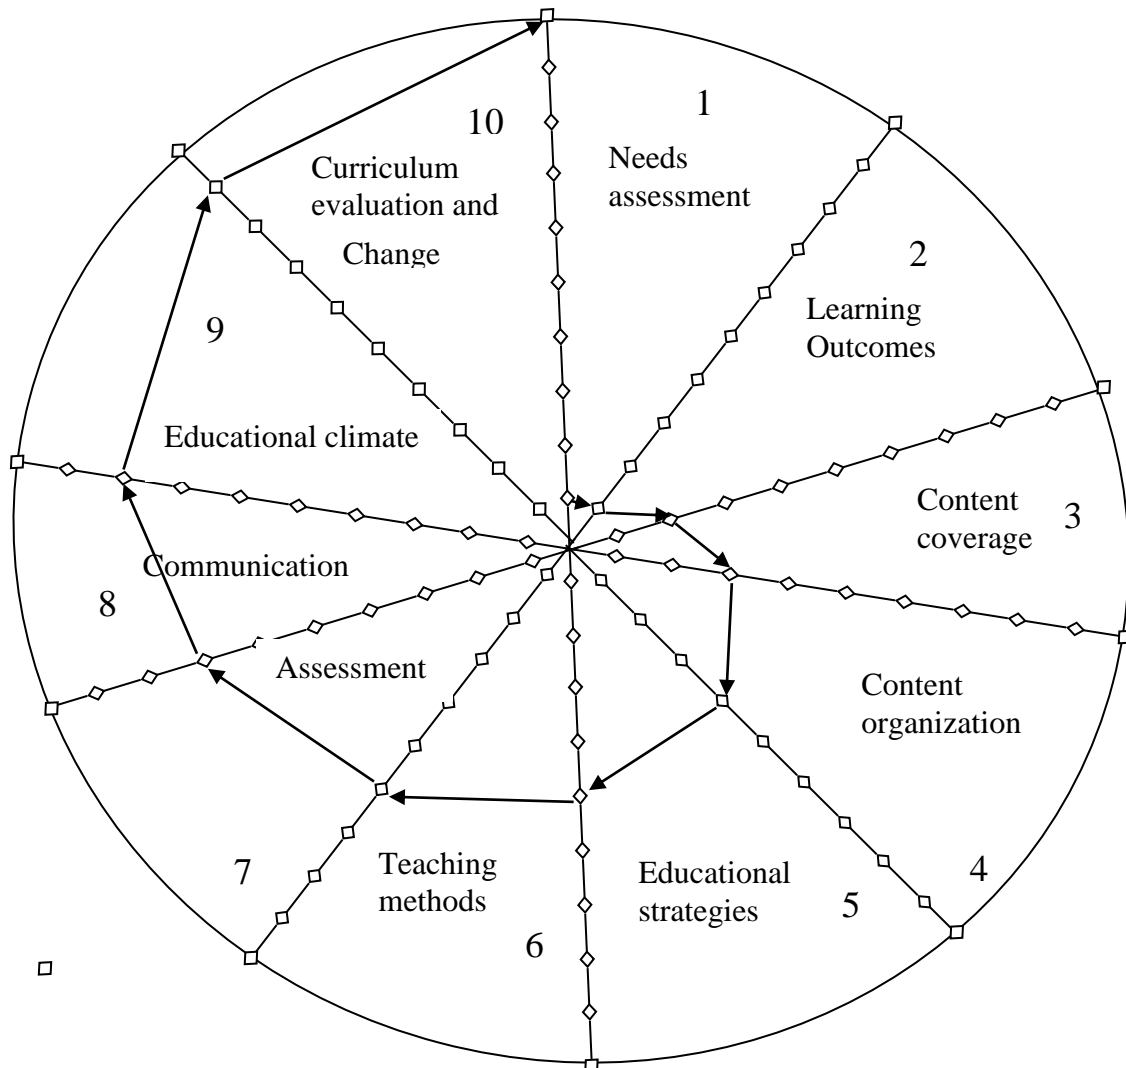 1
Needs
assessment
2
Learning
Outcomes
3
Content
coverage
4
Content
organization
5
Educational
strategies
6
Teaching
methods
7
Assessment
8
Communication
9
Educational climate
10
Curriculum
evaluation and
Change